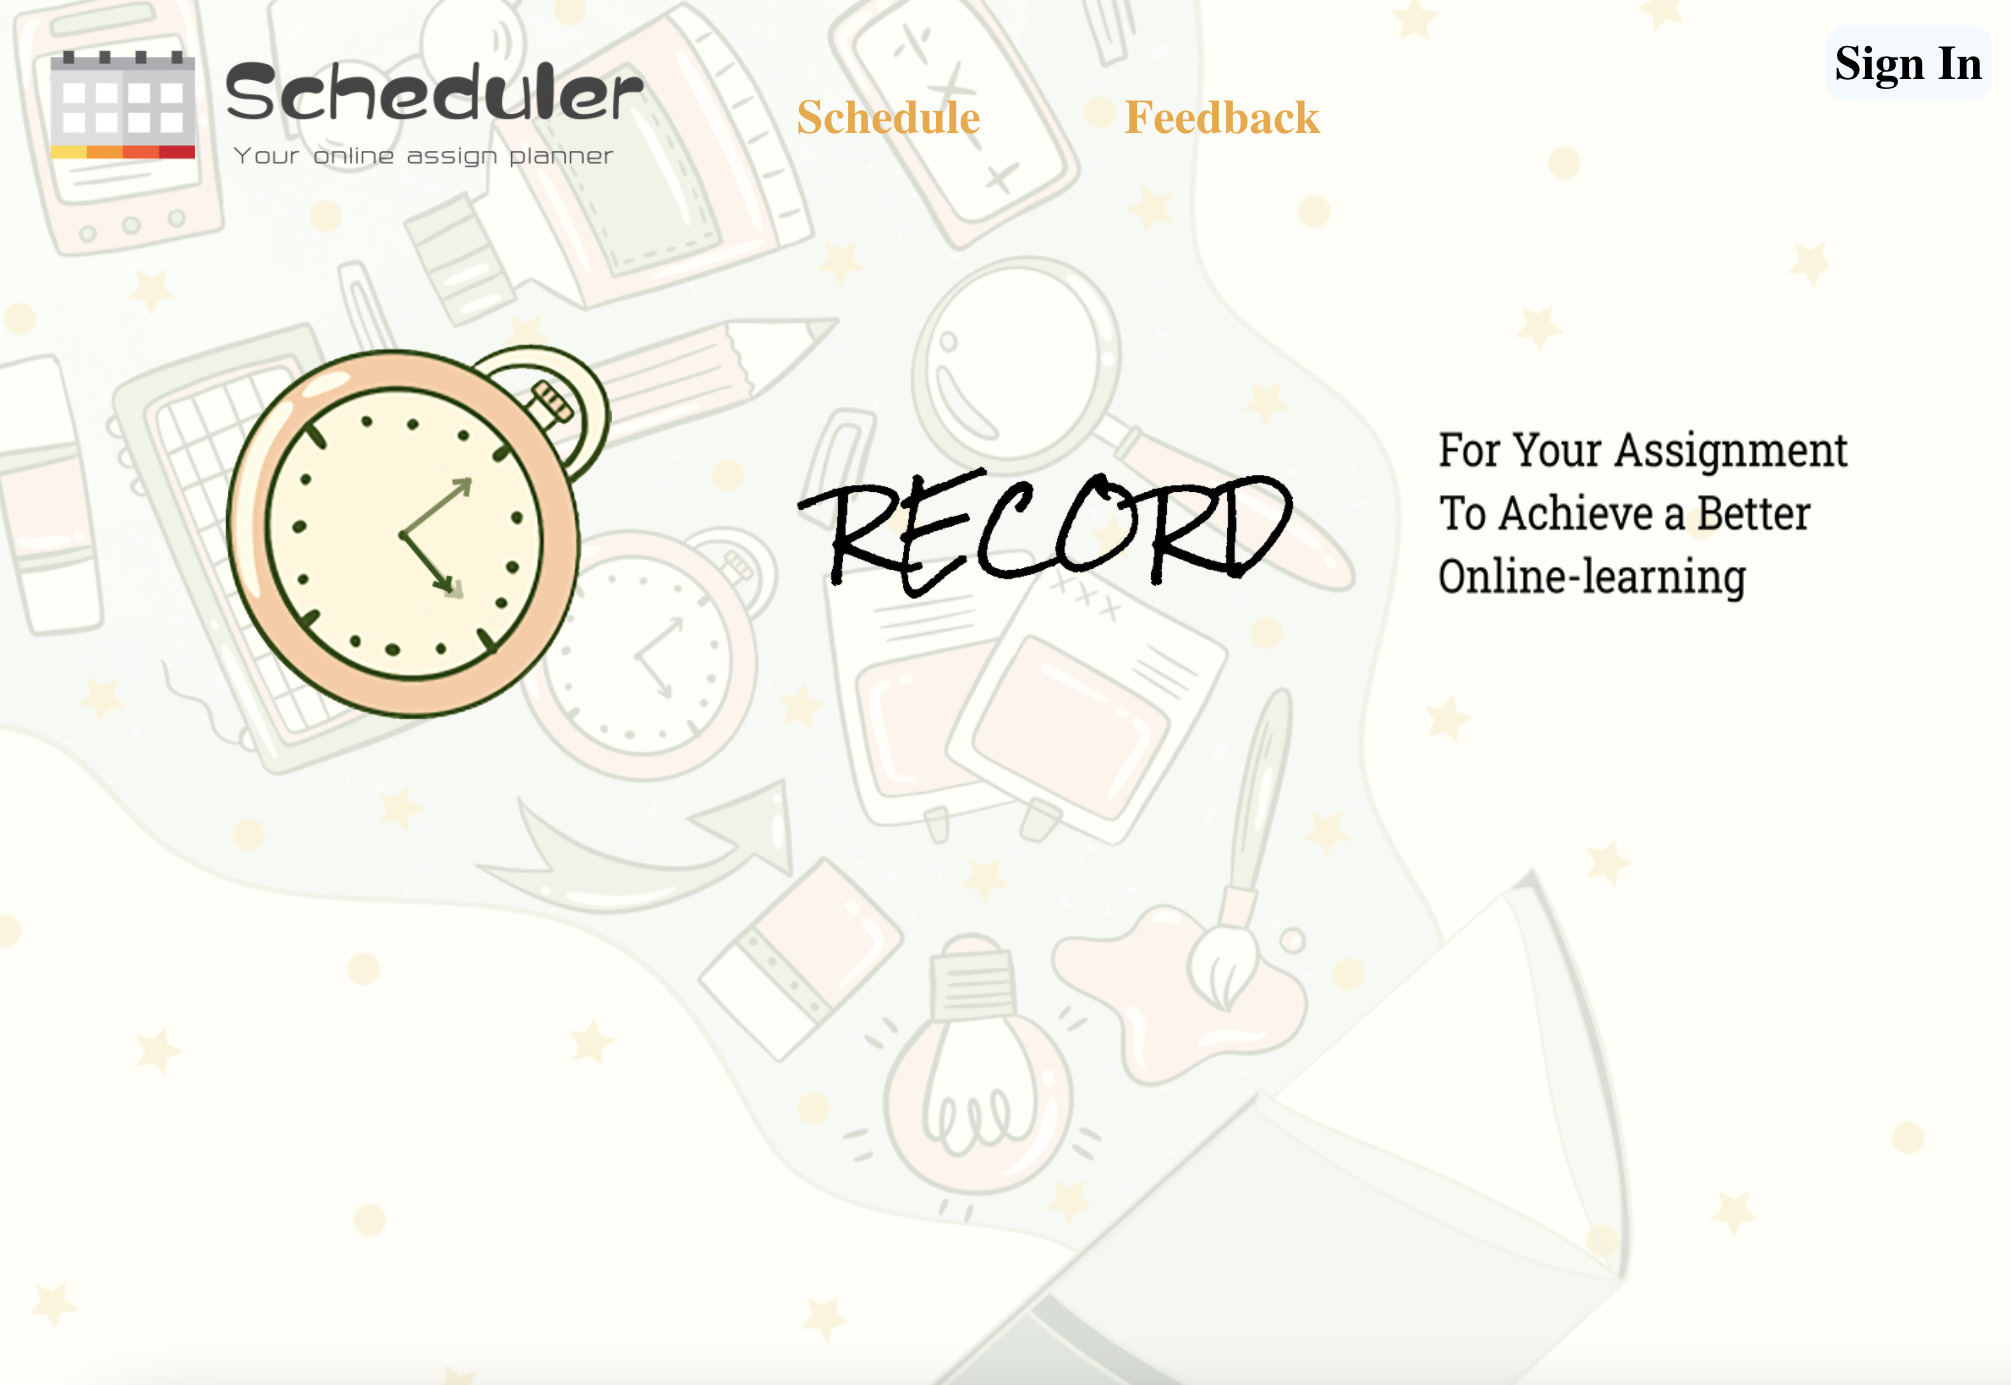 Scheduler
Your online assign planner
Schedule
Feedback
Sign In
RECORD
For Your Assignment
To Achieve a Better
Online-learning